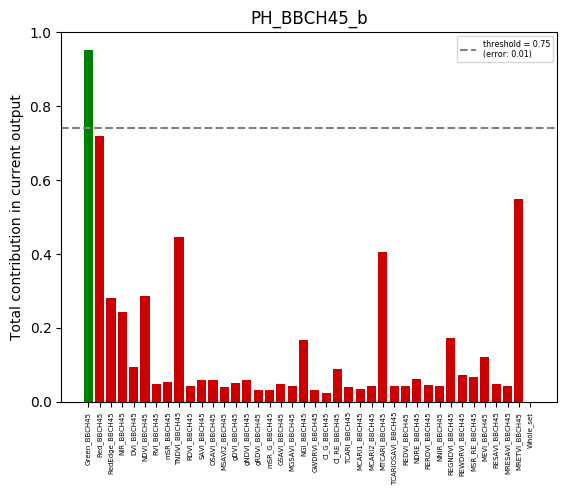 PH_BBCH45_b
threshold = 0.75
(error: 0.01)
Total contribution in current output
1.0
0.8
0.6
0.4
0.2
0.0
Green_BBCH45
Red_BBCH45
RedEdge_BBCH45
NIR_BBCH45
DVI_BBCH45
NDVI_BBCH45
RVI_BBCH45
mSR_BBCH45
TNDVI_BBCH45
RDVI_BBCH45
SAVI_BBCH45
OSAVI_BBCH45
MSAVI2_BBCH45
gDVI_BBCH45
gNDVI_BBCH45
gRDVI_BBCH45
mSR_G_BBCH45
GSAVI_BBCH45
MGSAVI_BBCH45
NGI_BBCH45
GWDRVI_BBCH45
CI_G_BBCH45
CI_RE_BBCH45
TCARI_BBCH45
MCARI1_BBCH45
MCARI2_BBCH45
MTCARI_BBCH45
TCARIOSAVI_BBCH45
REDVI_BBCH45
NDRE_BBCH45
RERDVI_BBCH45
NNIR_BBCH45
REGNDVI_BBCH45
REWDRVI_BBCH45
MSR_RE_BBCH45
MEVI_BBCH45
RESAVI_BBCH45
MRESAVI_BBCH45
MRETVI_BBCH45
Whole_set